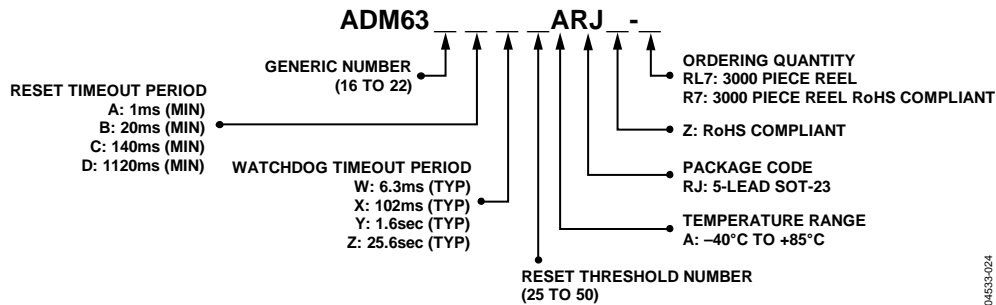 ADM63_ _ _ _ ARJ_-_
GENERIC NUMBER
(16 TO 22)
RESET TIMEOUT PERIOD
A: 1ms (MIN)
B: 20ms (MIN)
C: 140ms (MIN)
D: 1120ms (MIN)
WATCHDOG TIMEOUT PERIOD
W: 6.3ms (TYP)
X: 102ms (TYP)
Y: 1.6sec (TYP)
Z: 25.6sec (TYP)
RESET THRESHOLD NUMBER
(25 TO 50)
ORDERING QUANTITY
RL7: 3000 PIECE REEL
R7: 3000 PIECE REEL RoHS COMPLIANT
Z: RoHS COMPLIANT
PACKAGE CODE
RJ: 5-LEAD SOT-23
TEMPERATURE RANGE
A: –40°C TO +85°C
04533-024